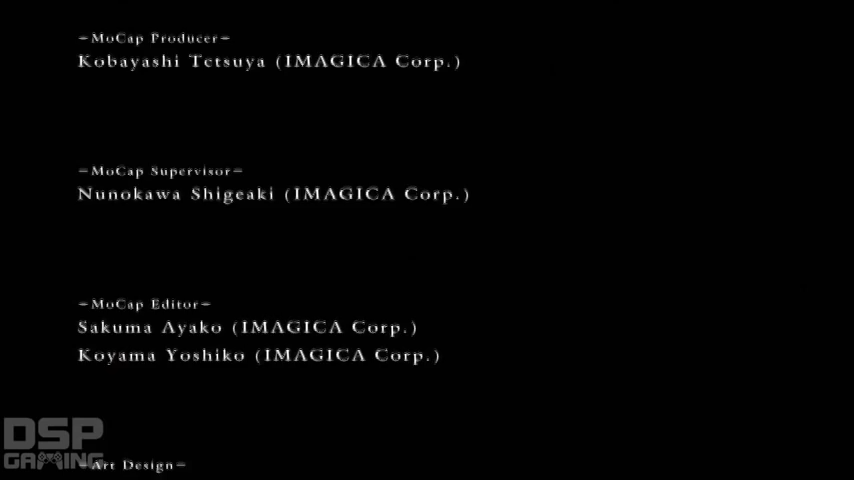 =MoCap Producer=
Kobayashi Tetsuya (IMAGICA Corp.)
=MoCap Supervisor=
Nunokawa Shigeaki (IMAGICA Corp.)
=MoCap Editor=
Sakuma Ayako (IMAGICA Corp.)
Koyama Yoshiko (IMAGICA Corp.)
DSP
GAMING
=Art Design=